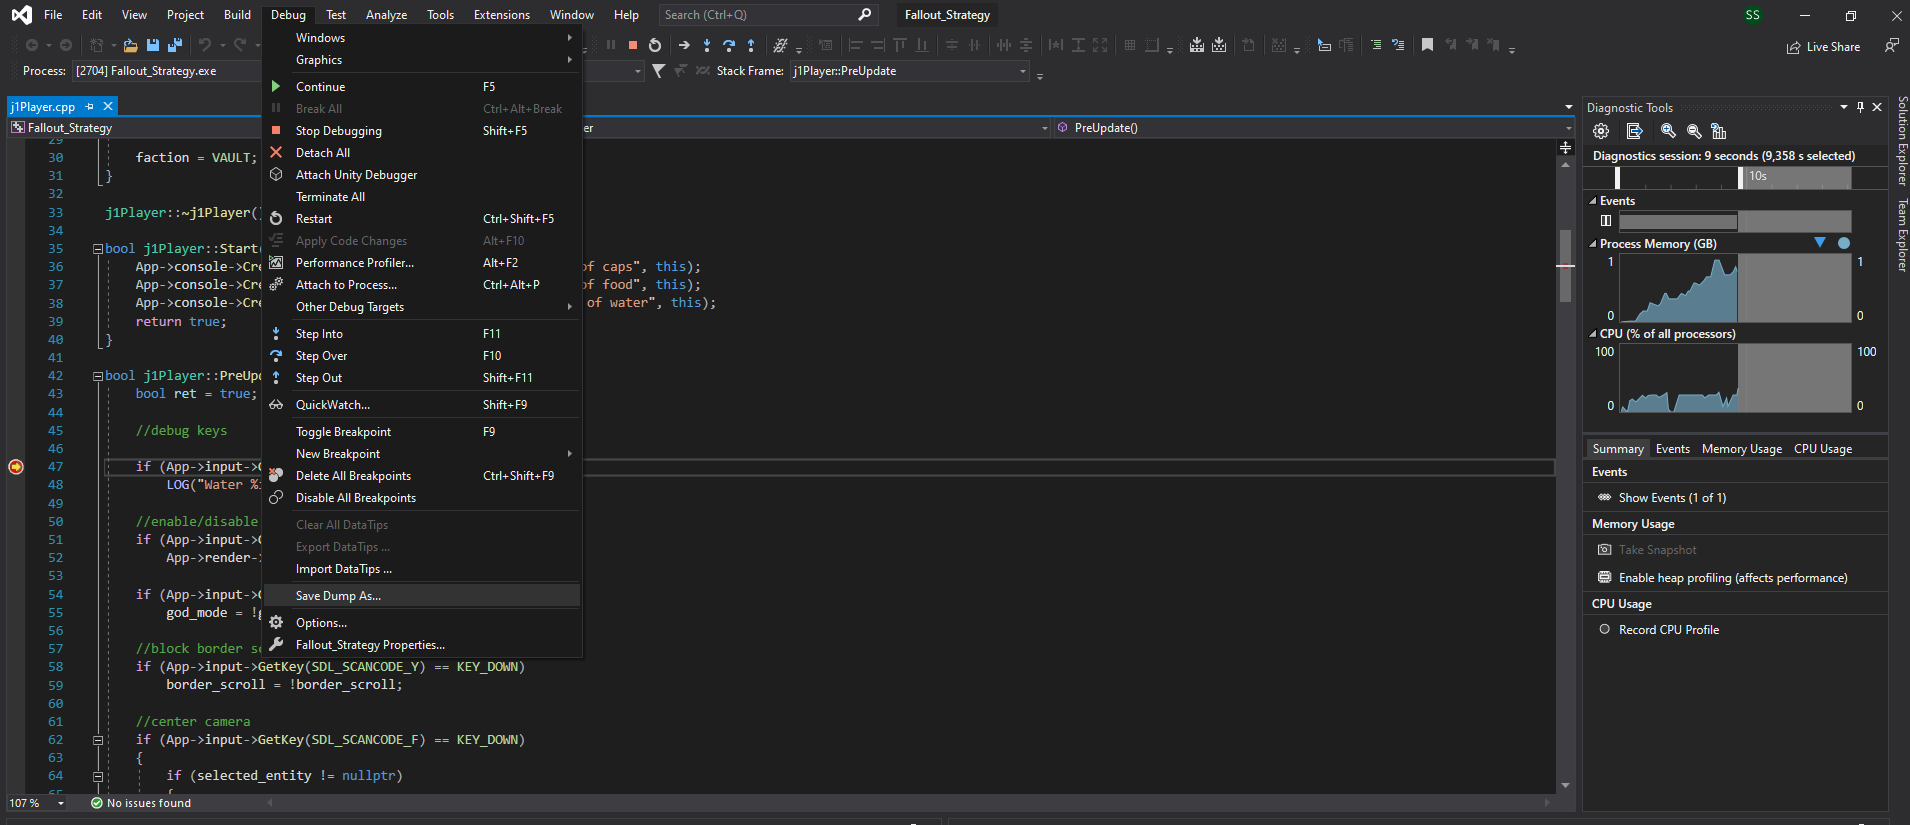 File Edit View Project Build Debug Test Analyze Tools Extensions Window Help Search (Ctrl+Q) Fallout_Strategy SS
Live Share
Process: [2704] Fallout_Strategy.exe Stack Frame: j1Player::PreUpdate
j1Player.cpp
Fallout_Strategy er PreUpdate()
29
30 faction = VAULT;
31 }
32
33 j1Player::~j1Player()
34
35 bool j1Player::Start(
36 App->console->Cre of caps", this);
37 App->console->Cre of food", this);
38 App->console->Cre of water", this);
39 return true;
40 }
41
42 bool j1Player::PreUp
43 bool ret = true;
44
45 //debug keys
46
47 if (App->input->G
48 LOG("Water %i
49
50 //enable/disable
51 if (App->input->G
52 App->render->
53
54 if (App->input->G
55 god_mode = !g
56
57 //block border sc
58 if (App->input->GetKey(SDL_SCANCODE_Y) == KEY_DOWN)
59 border_scroll = !border_scroll;
60
61 //center camera
62 if (App->input->GetKey(SDL_SCANCODE_F) == KEY_DOWN)
63 {
64 if (selected_entity != nullptr)
65 {
107 % No issues found
Windows
Graphics
Continue F5
Break All Ctrl+Alt+Break
Stop Debugging Shift+F5
Detach All
Attach Unity Debugger
Terminate All
Restart Ctrl+Shift+F5
Apply Code Changes Alt+F10
Performance Profiler... Alt+F2
Attach to Process... Ctrl+Alt+P
Other Debug Targets
Step Into F11
Step Over F10
Step Out Shift+F11
QuickWatch... Shift+F9
Toggle Breakpoint F9
New Breakpoint
Delete All Breakpoints Ctrl+Shift+F9
Disable All Breakpoints
Clear All DataTips
Export DataTips ...
Import DataTips ...
Save Dump As...
Options...
Fallout_Strategy Properties...
Diagnostic Tools
Diagnostics session: 9 seconds (9,358 s selected)
10s
Events
Process Memory (GB)
1 1
0 0
CPU (% of all processors)
100 100
0 0
Summary Events Memory Usage CPU Usage
Events
Show Events (1 of 1)
Memory Usage
Take Snapshot
Enable heap profiling (affects performance)
CPU Usage
Record CPU Profile
Solution Explorer
Team Explorer